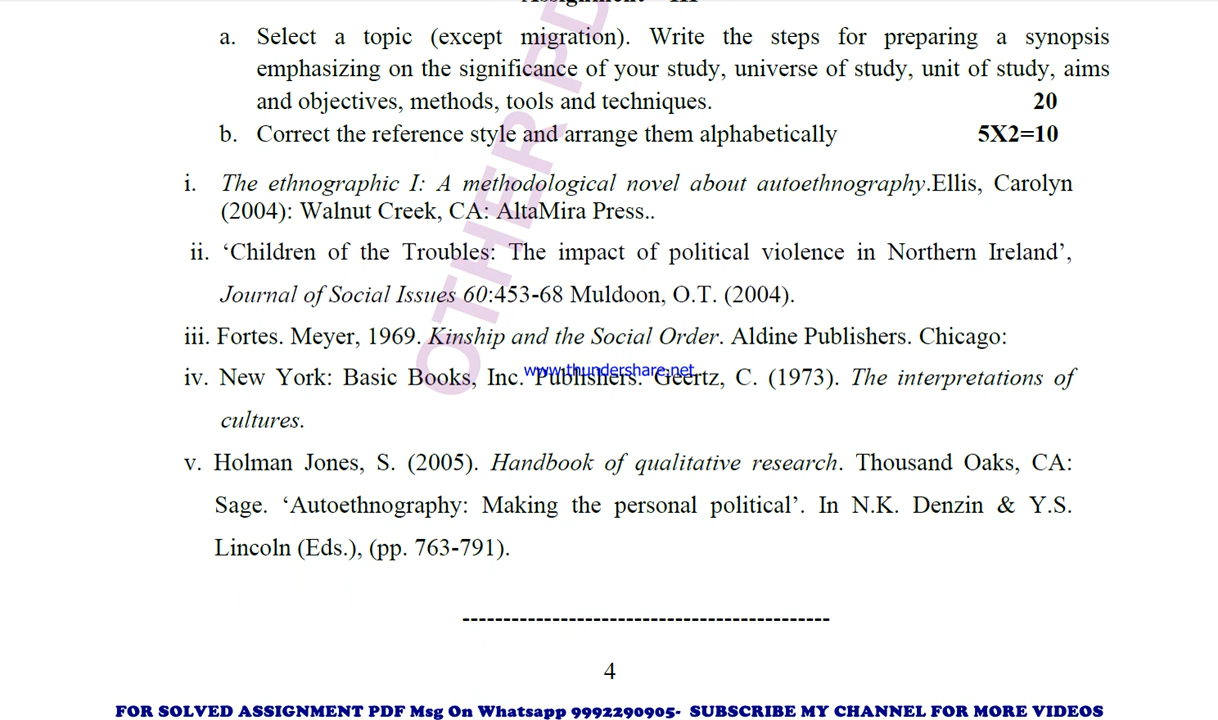 Assignment – III
a. Select a topic (except migration). Write the steps for preparing a synopsis
emphasizing on the significance of your study, universe of study, unit of study, aims
and objectives, methods, tools and techniques. 20
b. Correct the reference style and arrange them alphabetically 5X2=10
i. The ethnographic I: A methodological novel about autoethnography.Ellis, Carolyn
(2004): Walnut Creek, CA: AltaMira Press..
ii. ‘Children of the Troubles: The impact of political violence in Northern Ireland’,
Journal of Social Issues 60:453-68 Muldoon, O.T. (2004).
iii. Fortes. Meyer, 1969. Kinship and the Social Order. Aldine Publishers. Chicago:
www.thundershare.net
iv. New York: Basic Books, Inc. Publishers. Geertz, C. (1973). The interpretations of
cultures.
v. Holman Jones, S. (2005). Handbook of qualitative research. Thousand Oaks, CA:
Sage. ‘Autoethnography: Making the personal political’. In N.K. Denzin & Y.S.
Lincoln (Eds.), (pp. 763-791).
---------------------------------------------
4
FOR SOLVED ASSIGNMENT PDF Msg On Whatsapp 9992290905- SUBSCRIBE MY CHANNEL FOR MORE VIDEOS
OTHER PD